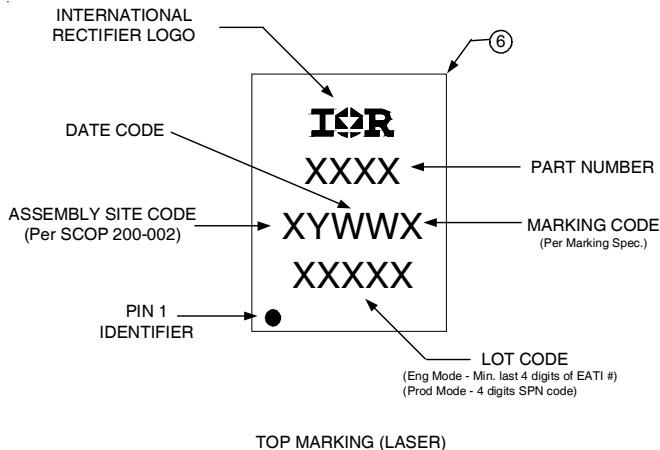 INTERNATIONAL
RECTIFIER LOGO
6
IOR
DATE CODE
XXXX
PART NUMBER
ASSEMBLY SITE CODE
(Per SCOP 200-002)
XYWWX
MARKING CODE
(Per Marking Spec.)
XXXXX
PIN 1
IDENTIFIER
LOT CODE
(Eng Mode - Min. last 4 digits of EATI #)
(Prod Mode - 4 digits SPN code)
TOP MARKING (LASER)